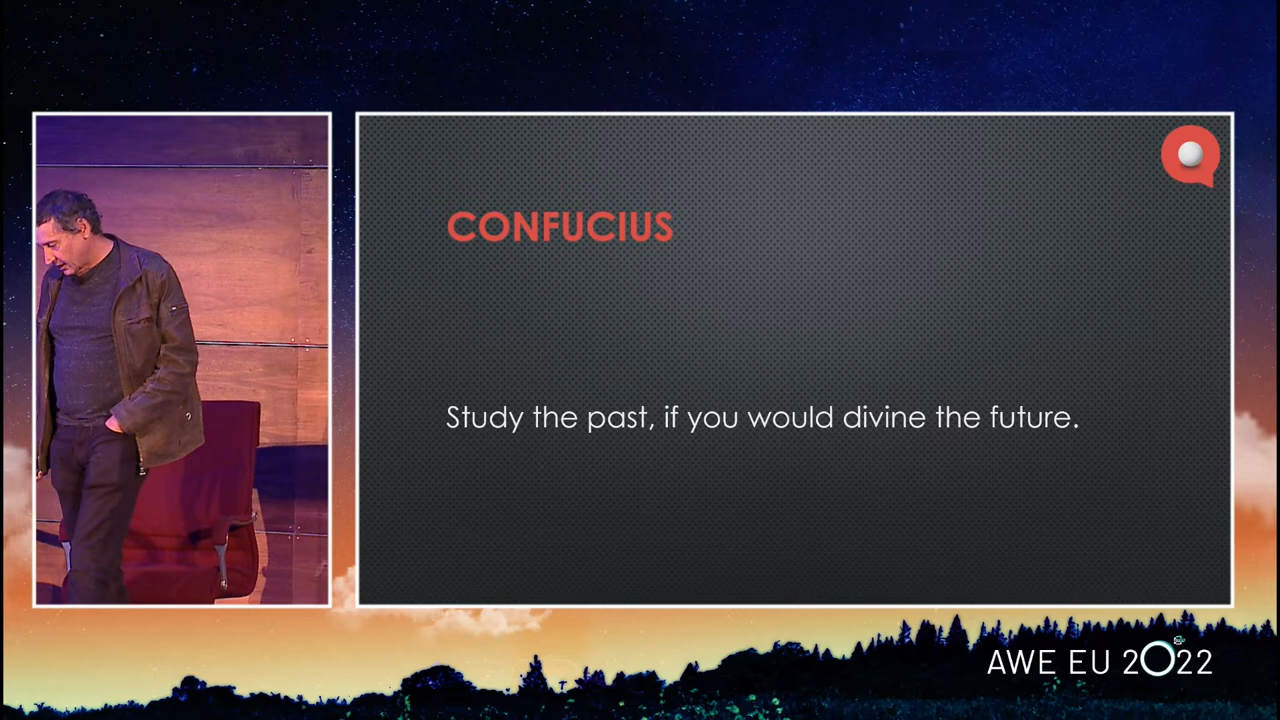 CONFUCIUS
Study the past, if you would divine the future.
AWE EU 2022